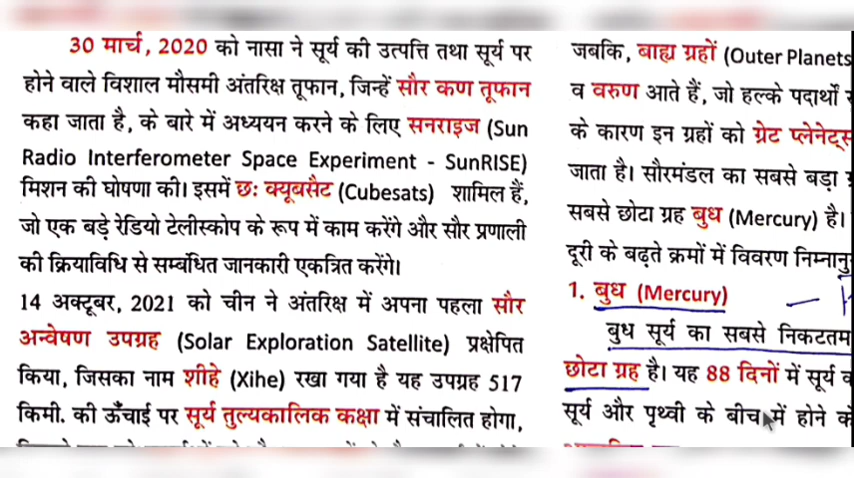 30 मार्च, 2020 को नासा ने सूर्य की उत्पत्ति तथा सूर्य पर
होने वाले विशाल मौसमी अंतरिक्ष तूफान, जिन्हें सौर कण तूफान
कहा जाता है, के बारे में अध्ययन करने के लिए सनराइज (Sun
Radio Interferometer Space Experiment - SunRISE)
मिशन की घोषणा की। इसमें छः क्यूबसैट (Cubesats) शामिल हैं,
जो एक बड़े रेडियो टेलीस्कोप के रूप में काम करेंगे और सौर प्रणाली
की क्रियाविधि से सम्बंधित जानकारी एकत्रित करेंगे।
14 अक्टूबर, 2021 को चीन ने अंतरिक्ष में अपना पहला सौर
अन्वेषण उपग्रह (Solar Exploration Satellite) प्रक्षेपित
किया, जिसका नाम शीहे (Xihe) रखा गया है यह उपग्रह 517
किमी. की ऊँचाई पर सूर्य तुल्यकालिक कक्षा में संचालित होगा,
जबकि, बाह्य ग्रहों (Outer Planets
व वरुण आते हैं, जो हल्के पदार्थों
के कारण इन ग्रहों को ग्रेट प्लेनेट्स
जाता है। सौरमंडल का सबसे बड़ा
सबसे छोटा ग्रह बुध (Mercury) है।
दूरी के बढ़ते क्रमों में विवरण निम्नानु
1. बुध (Mercury)
बुध सूर्य का सबसे निकटतम
छोटा ग्रह है। यह 88 दिनों में सूर्य
सूर्य और पृथ्वी के बीच में होने के